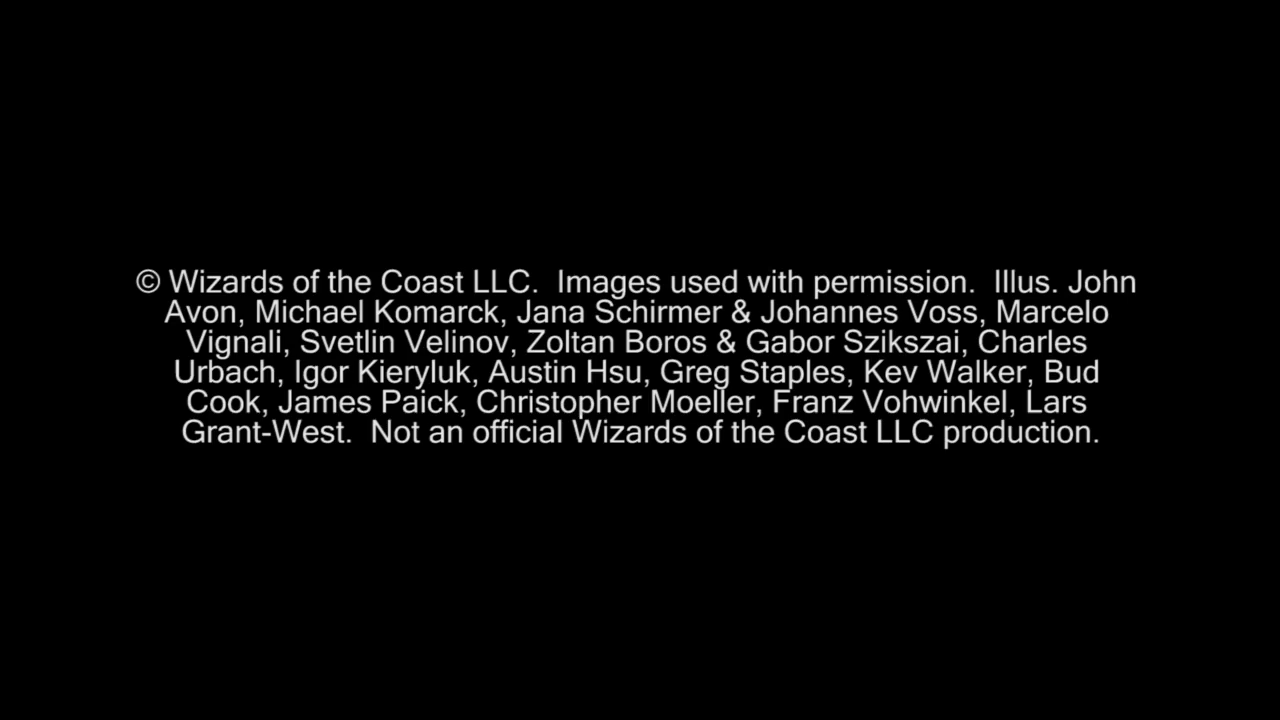 © Wizards of the Coast LLC.  Images used with permission.  Illus. John
Avon, Michael Komarck, Jana Schirmer & Johannes Voss, Marcelo
Vignali, Svetlin Velinov, Zoltan Boros & Gabor Szikszai, Charles
Urbach, Igor Kieryluk, Austin Hsu, Greg Staples, Kev Walker, Bud
Cook, James Paick, Christopher Moeller, Franz Vohwinkel, Lars
Grant-West.  Not an official Wizards of the Coast LLC production.